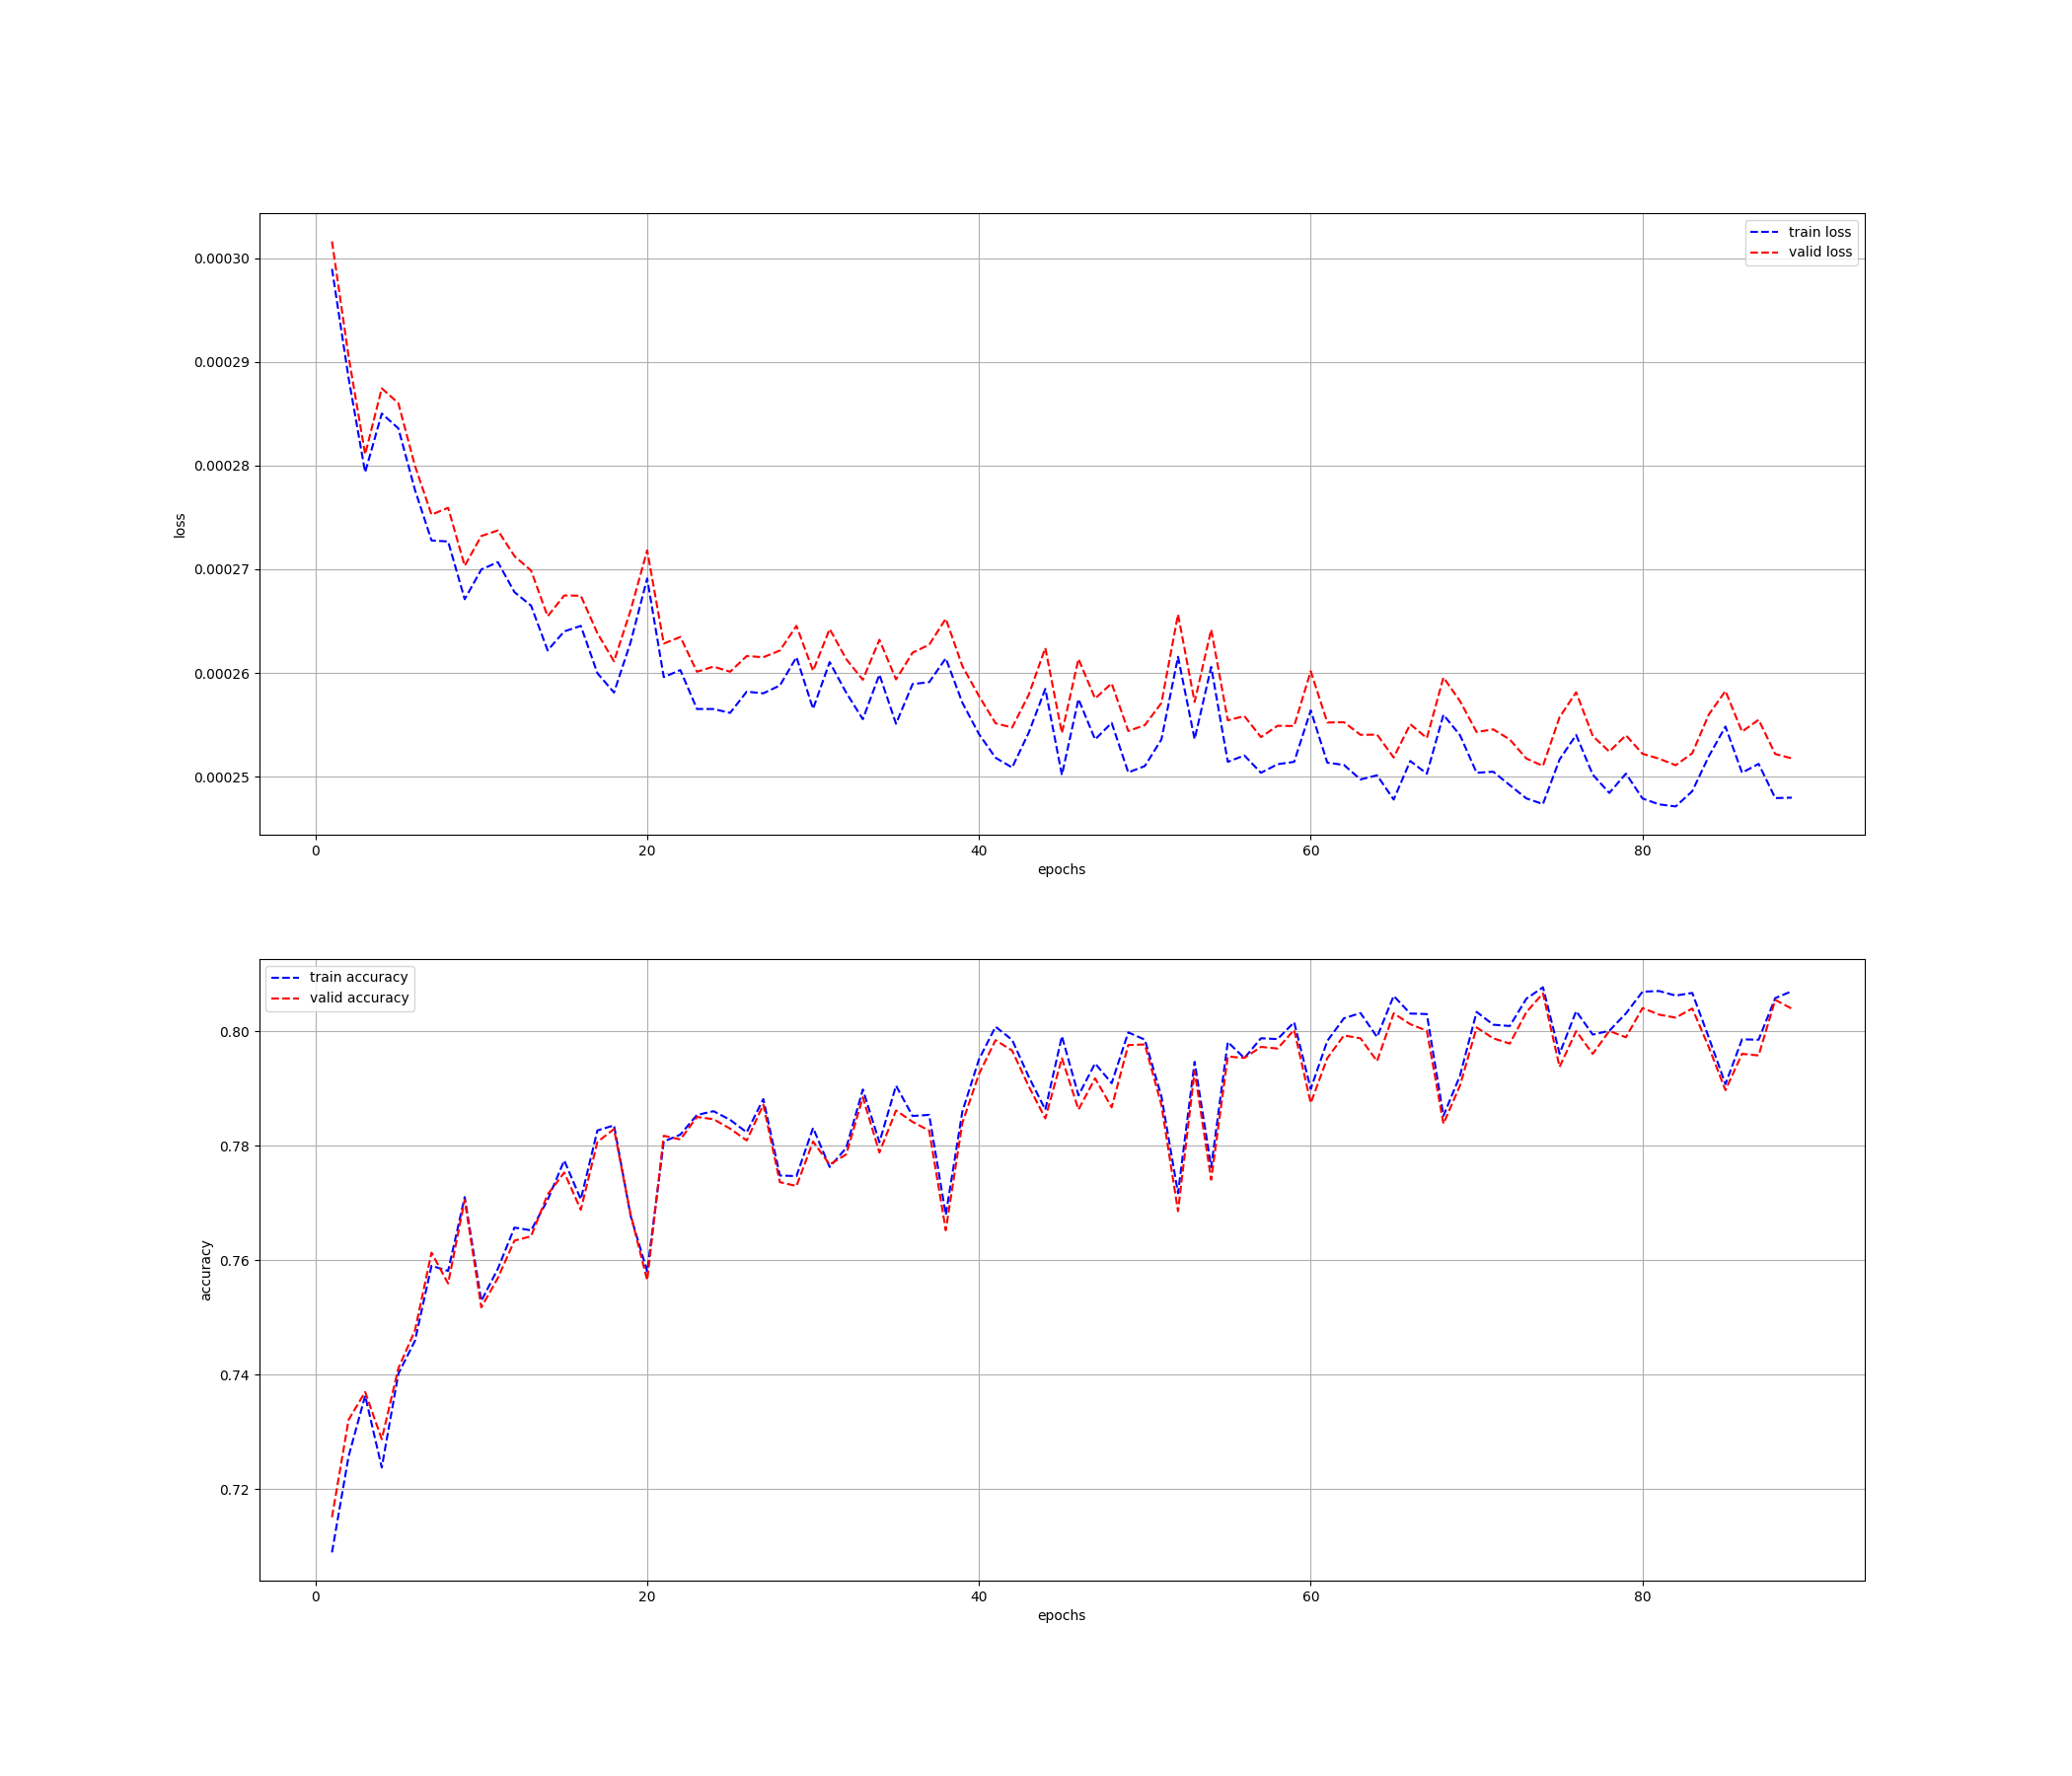 train loss
valid loss
0.00030
0.00029
0.00028
0.00027
0.00026
0.00025
loss
0 20 40 60 80
epochs
train accuracy
valid accuracy
0.80
0.78
0.76
0.74
0.72
accuracy
0 20 40 60 80
epochs